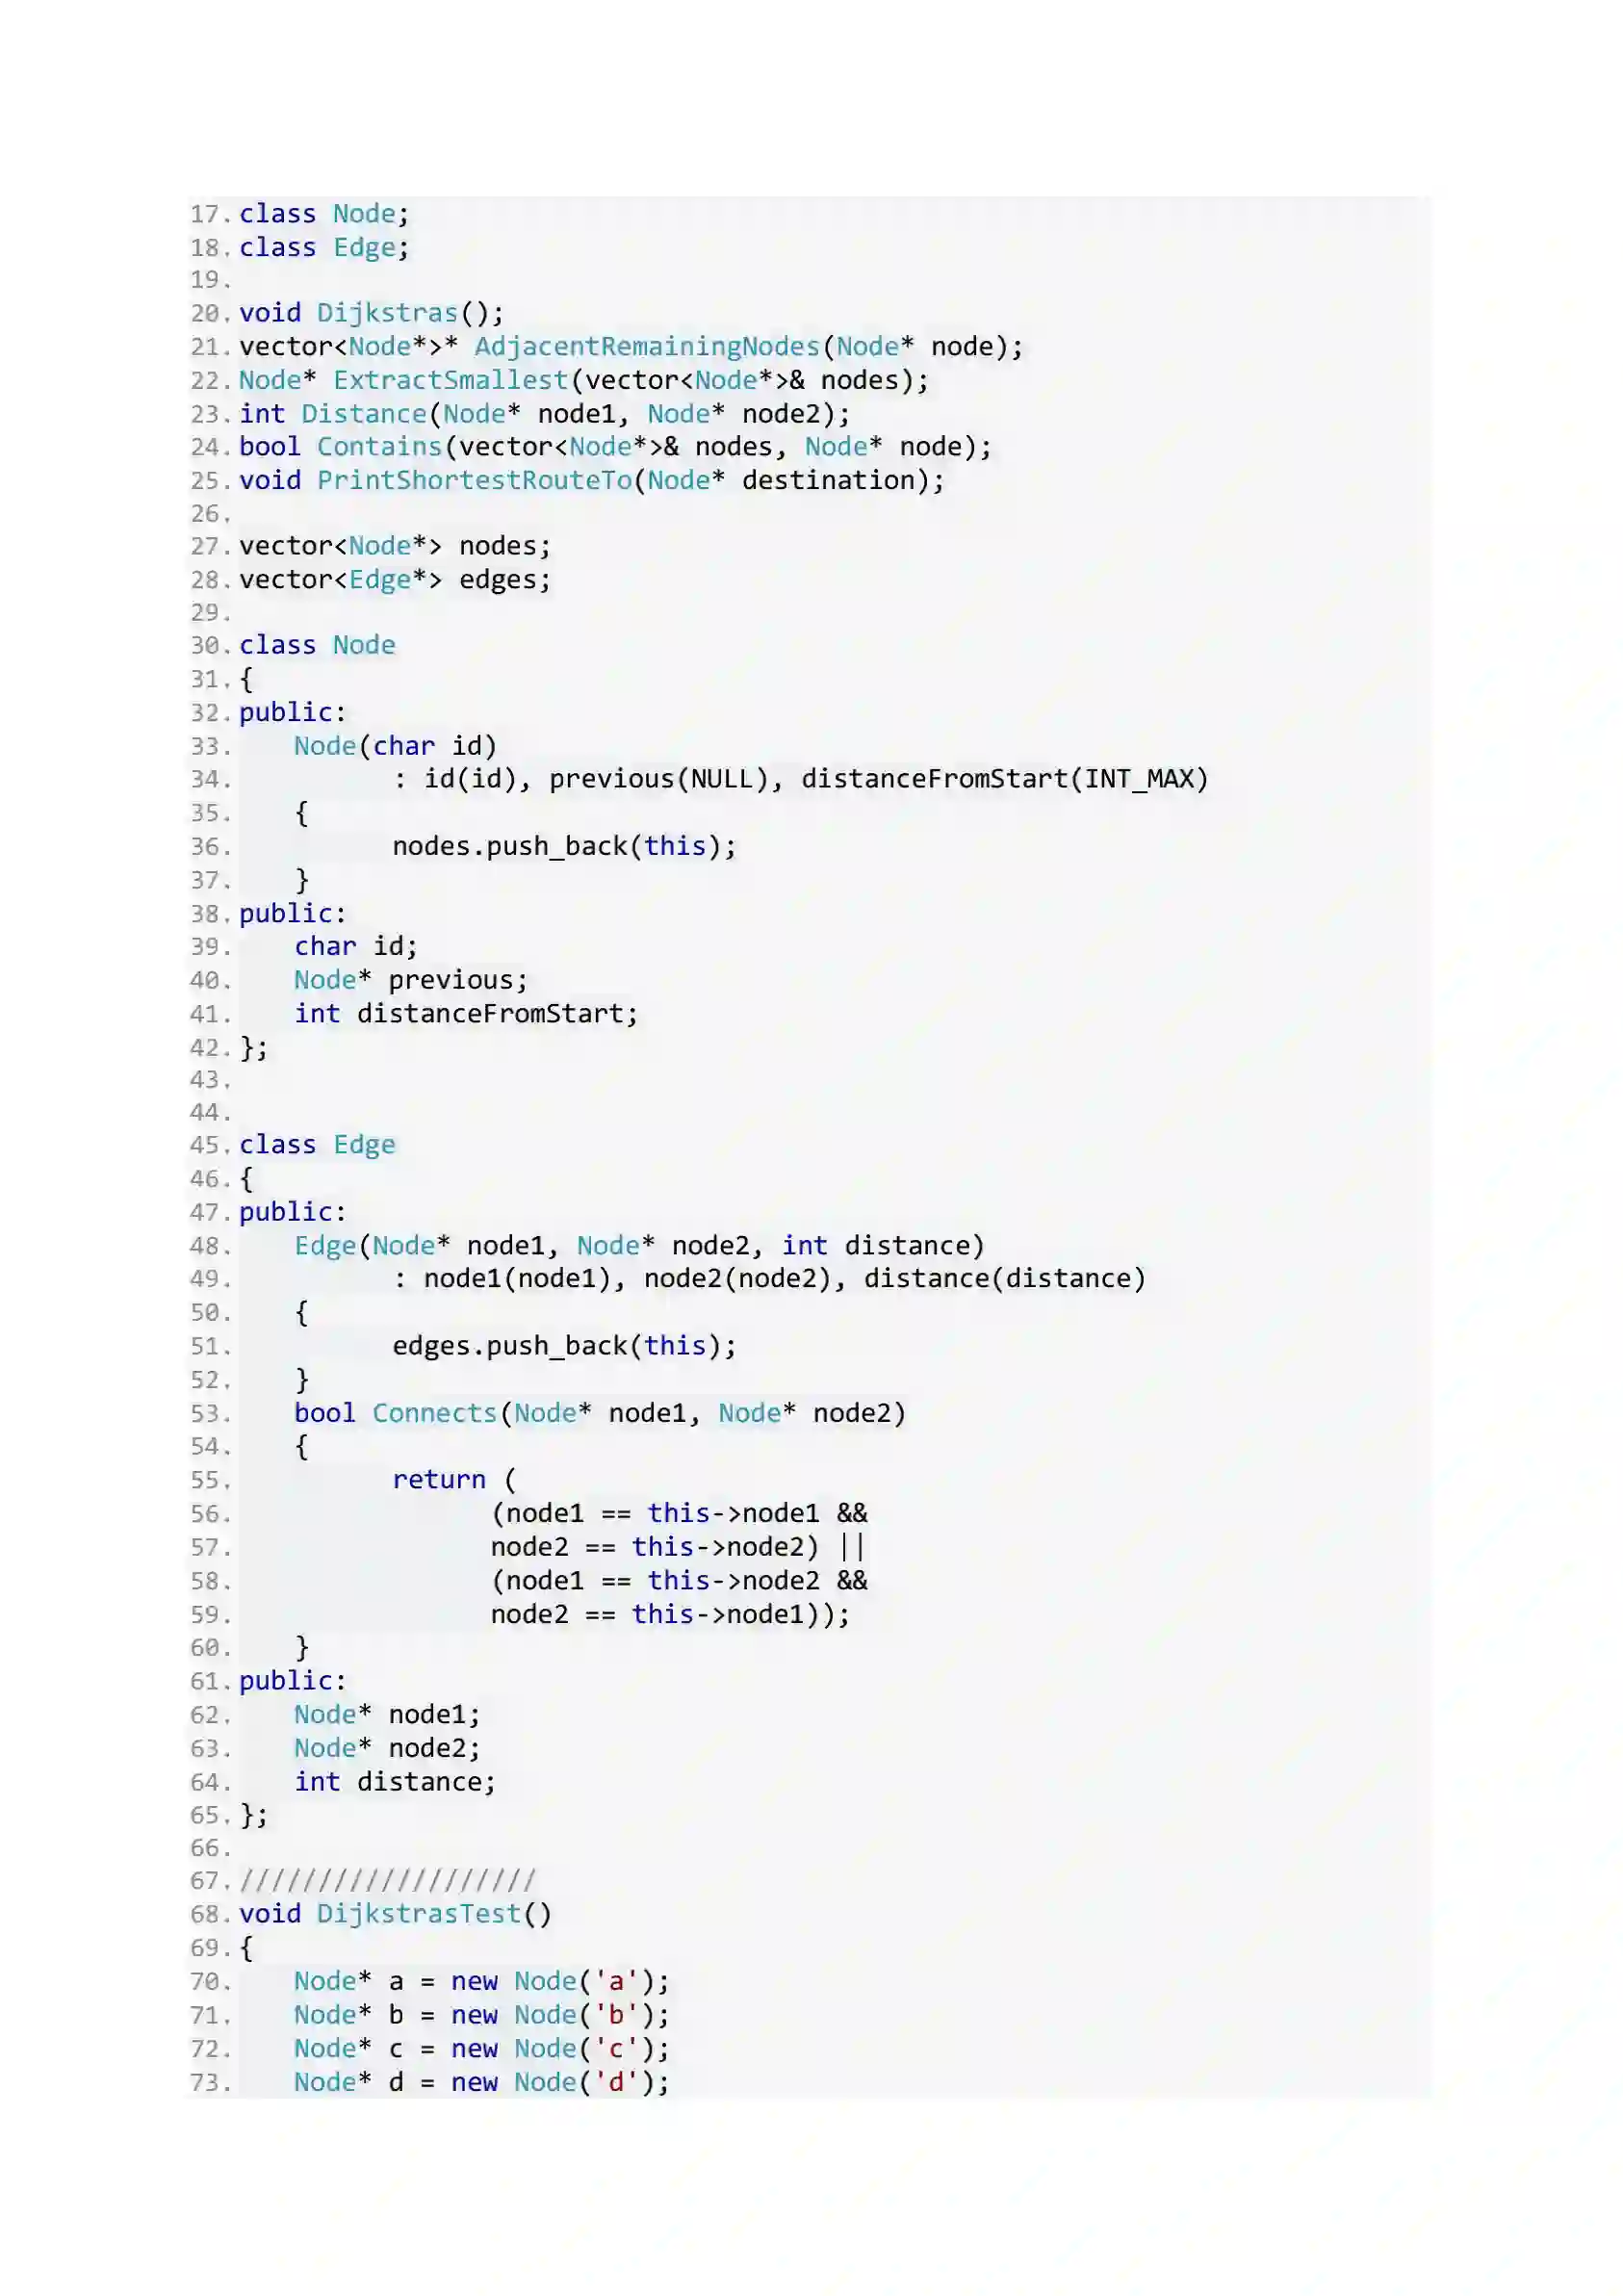 17. class Node;
18. class Edge;
19.
20. void Dijkstras();
21. vector<Node*>* AdjacentRemainingNodes(Node* node);
22. Node* ExtractSmallest(vector<Node*>& nodes);
23. int Distance(Node* node1, Node* node2);
24. bool Contains(vector<Node*>& nodes, Node* node);
25. void PrintShortestRouteTo(Node* destination);
26.
27. vector<Node*> nodes;
28. vector<Edge*> edges;
29.
30. class Node
31. {
32. public:
33.    Node(char id)
34.          : id(id), previous(NULL), distanceFromStart(INT_MAX)
35.    {
36.          nodes.push_back(this);
37.    }
38. public:
39.    char id;
40.    Node* previous;
41.    int distanceFromStart;
42. };
43.
44.
45. class Edge
46. {
47. public:
48.    Edge(Node* node1, Node* node2, int distance)
49.          : node1(node1), node2(node2), distance(distance)
50.    {
51.          edges.push_back(this);
52.    }
53.    bool Connects(Node* node1, Node* node2)
54.    {
55.          return (
56.                (node1 == this->node1 &&
57.                node2 == this->node2) ||
58.                (node1 == this->node2 &&
59.                node2 == this->node1));
60.    }
61. public:
62.    Node* node1;
63.    Node* node2;
64.    int distance;
65. };
66.
67. ///////////////////
68. void DijkstrasTest()
69. {
70.    Node* a = new Node('a');
71.    Node* b = new Node('b');
72.    Node* c = new Node('c');
73.    Node* d = new Node('d');